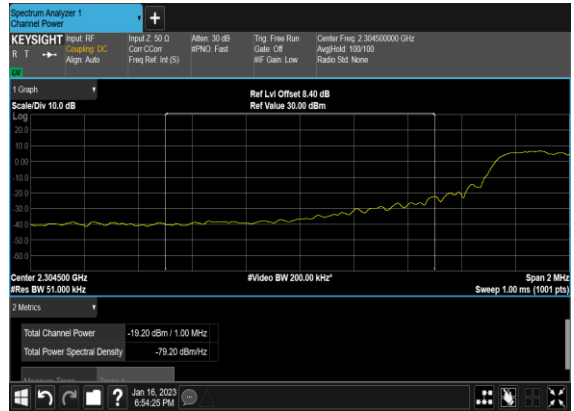 Spectrum Analyzer 1
Channel Power
KEYSIGHT Input: RF Input Z: 50 Ω Atten: 30 dB Trig: Free Run Center Freq: 2.304500000 GHz
R T Coupling: DC Corr CCorr #PNO: Fast Gate: Off Avg|Hold: 100/100
Align: Auto Freq Ref: Int (S) #IF Gain: Low Radio Std: None
1 Graph
Ref Lvl Offset 8.40 dB
Scale/Div 10.0 dB Ref Value 30.00 dBm
Log
20.0
10.0
0.00
-10.0
-20.0
-30.0
-40.0
-50.0
-60.0
Center 2.304500 GHz #Video BW 200.00 kHz* Span 2 MHz
#Res BW 51.000 kHz Sweep 1.00 ms (1001 pts)
2 Metrics
Total Channel Power -19.20 dBm / 1.00 MHz
Total Power Spectral Density -79.20 dBm/Hz
Jan 16, 2023
6:54:25 PM